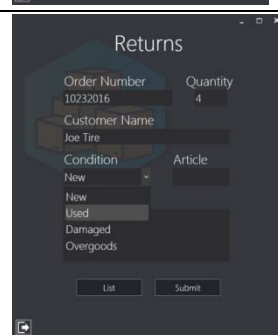 Returns
Order Number Quantity
10232016 4
Customer Name
Joe Tire
Condition Article
New
New
Used
Damaged
Overgoods
List Submit